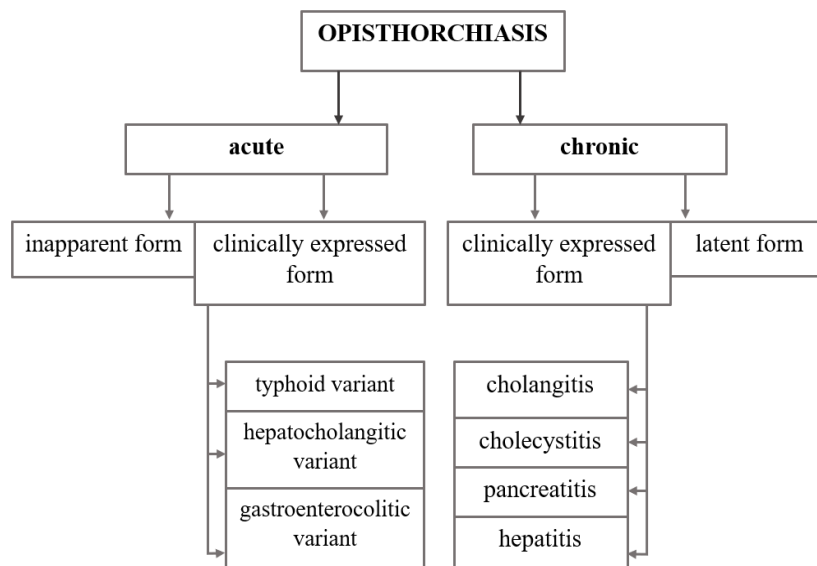 OPISTHORCHIASIS
acute
chronic
inapparent form
clinically expressed
form
clinically expressed
form
latent form
typhoid variant
hepatocholangitic
variant
gastroenterocolitic
variant
cholangitis
cholecystitis
pancreatitis
hepatitis